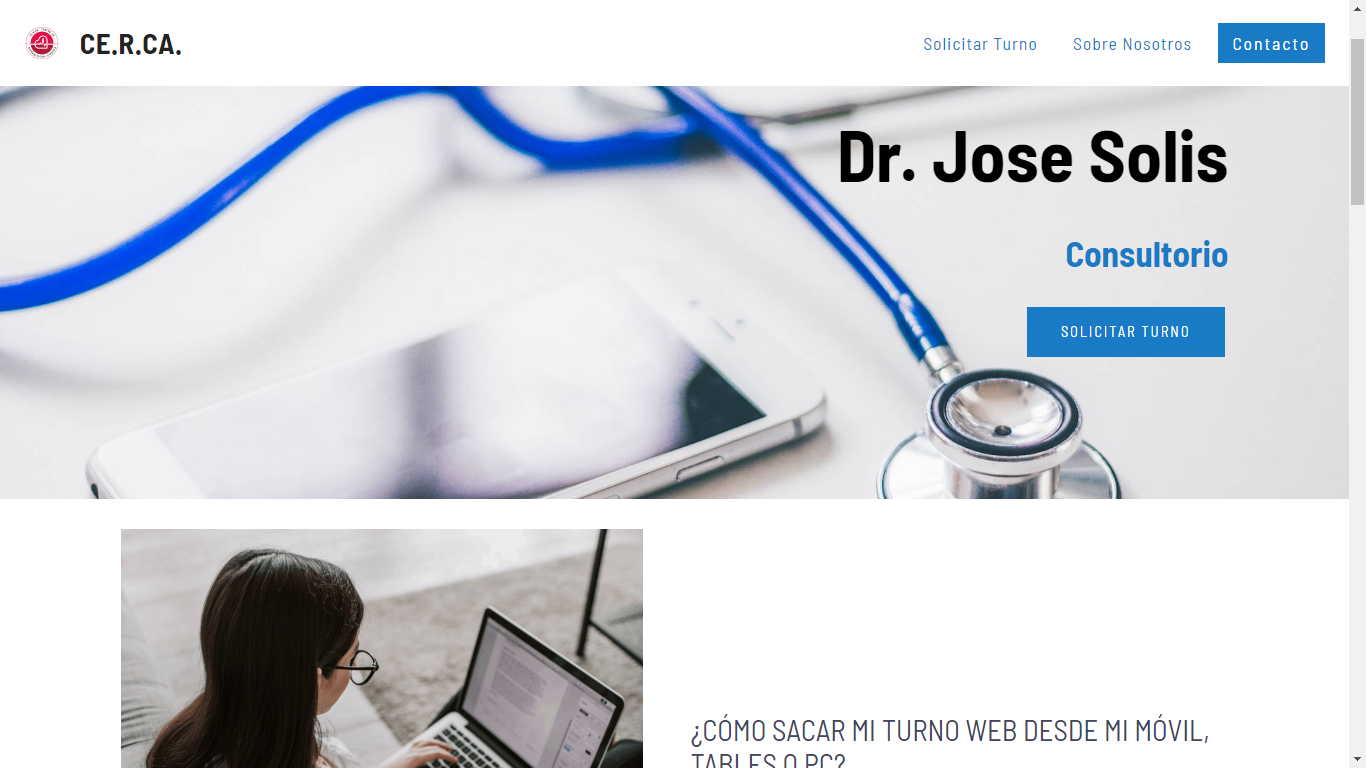 CE.R.CA.
Solicitar Turno
Sobre Nosotros
Contacto
Dr. Jose Solis
Consultorio
SOLICITAR TURNO
¿CÓMO SACAR MI TURNO WEB DESDE MI MÓVIL,
TABLES O PC?